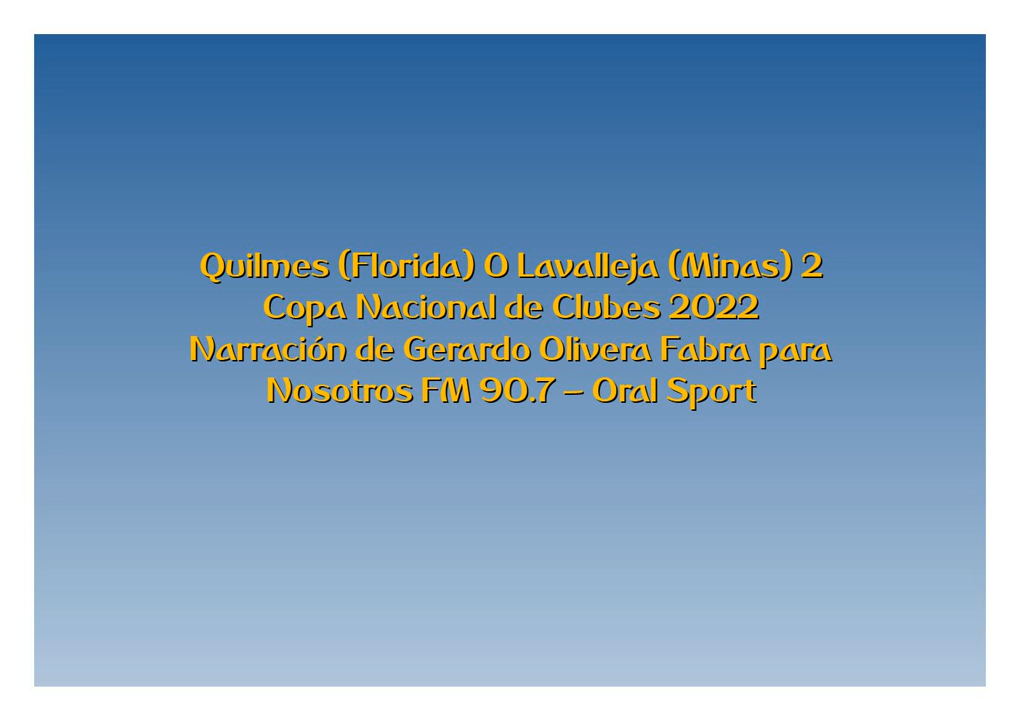 Quilmes (Florida) 0 Lavalleja (Minas) 2
Copa Nacional de Clubes 2022
Narración de Gerardo Olivera Fabra para
Nosotros FM 90.7 – Oral Sport